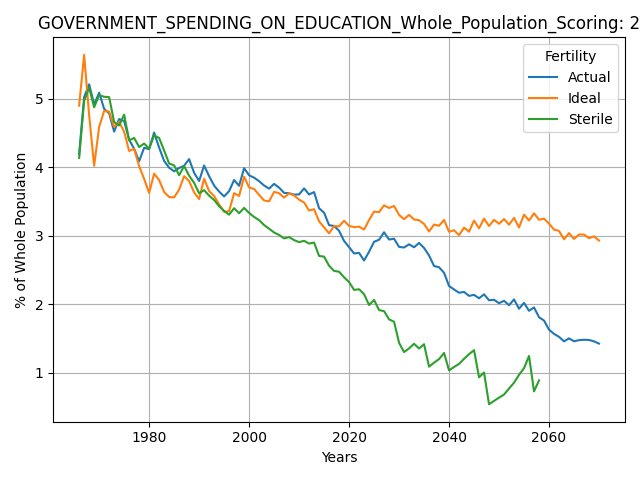 GOVERNMENT_SPENDING_ON_EDUCATION_Whole_Population_Scoring: 2
Fertility
Actual
Ideal
Sterile
% of Whole Population
5
4
3
2
1
1980 2000 2020 2040 2060
Years